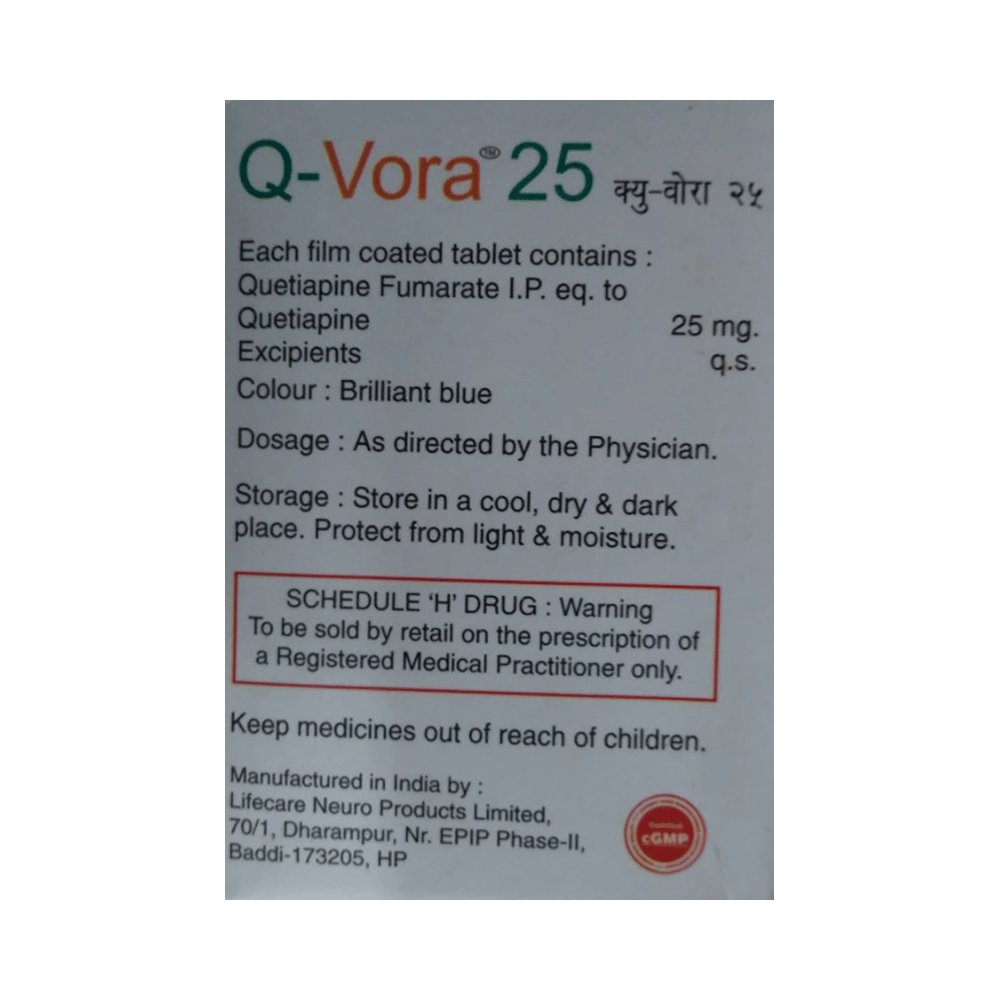 Q-Vora™ 25 क्यु-वोरा २५
Each film coated tablet contains :
Quetiapine Fumarate I.P. eq. to
Quetiapine 25 mg.
Excipients q.s.
Colour : Brilliant blue
Dosage : As directed by the Physician.
Storage : Store in a cool, dry & dark
place. Protect from light & moisture.
SCHEDULE 'H' DRUG : Warning
To be sold by retail on the prescription of
a Registered Medical Practitioner only.
Keep medicines out of reach of children.
Manufactured in India by :
Lifecare Neuro Products Limited,
70/1, Dharampur, Nr. EPIP Phase-II,
Baddi-173205, HP
cGMP